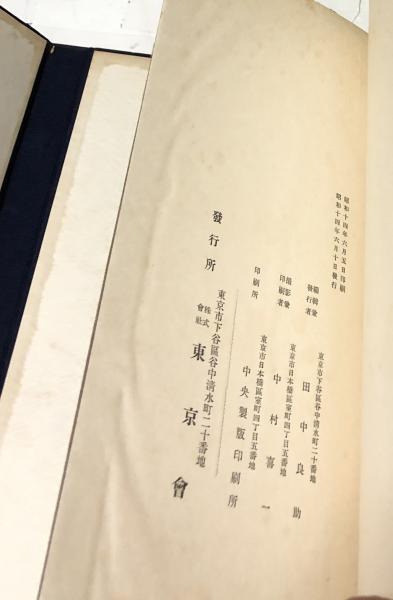 昭和十四年六月五日印刷
昭和十四年六月十日發行
編輯兼
發行者
東京市下谷區谷中清水町二十番地
田中良助
撮影兼
印刷者
東京市日本橋區室町四丁目五番地
中村喜一
印刷所
東京市日本橋區室町四丁目五番地
中央製版印刷所
發行所
東京市下谷區谷中清水町二十番地
株式
會社
東京會